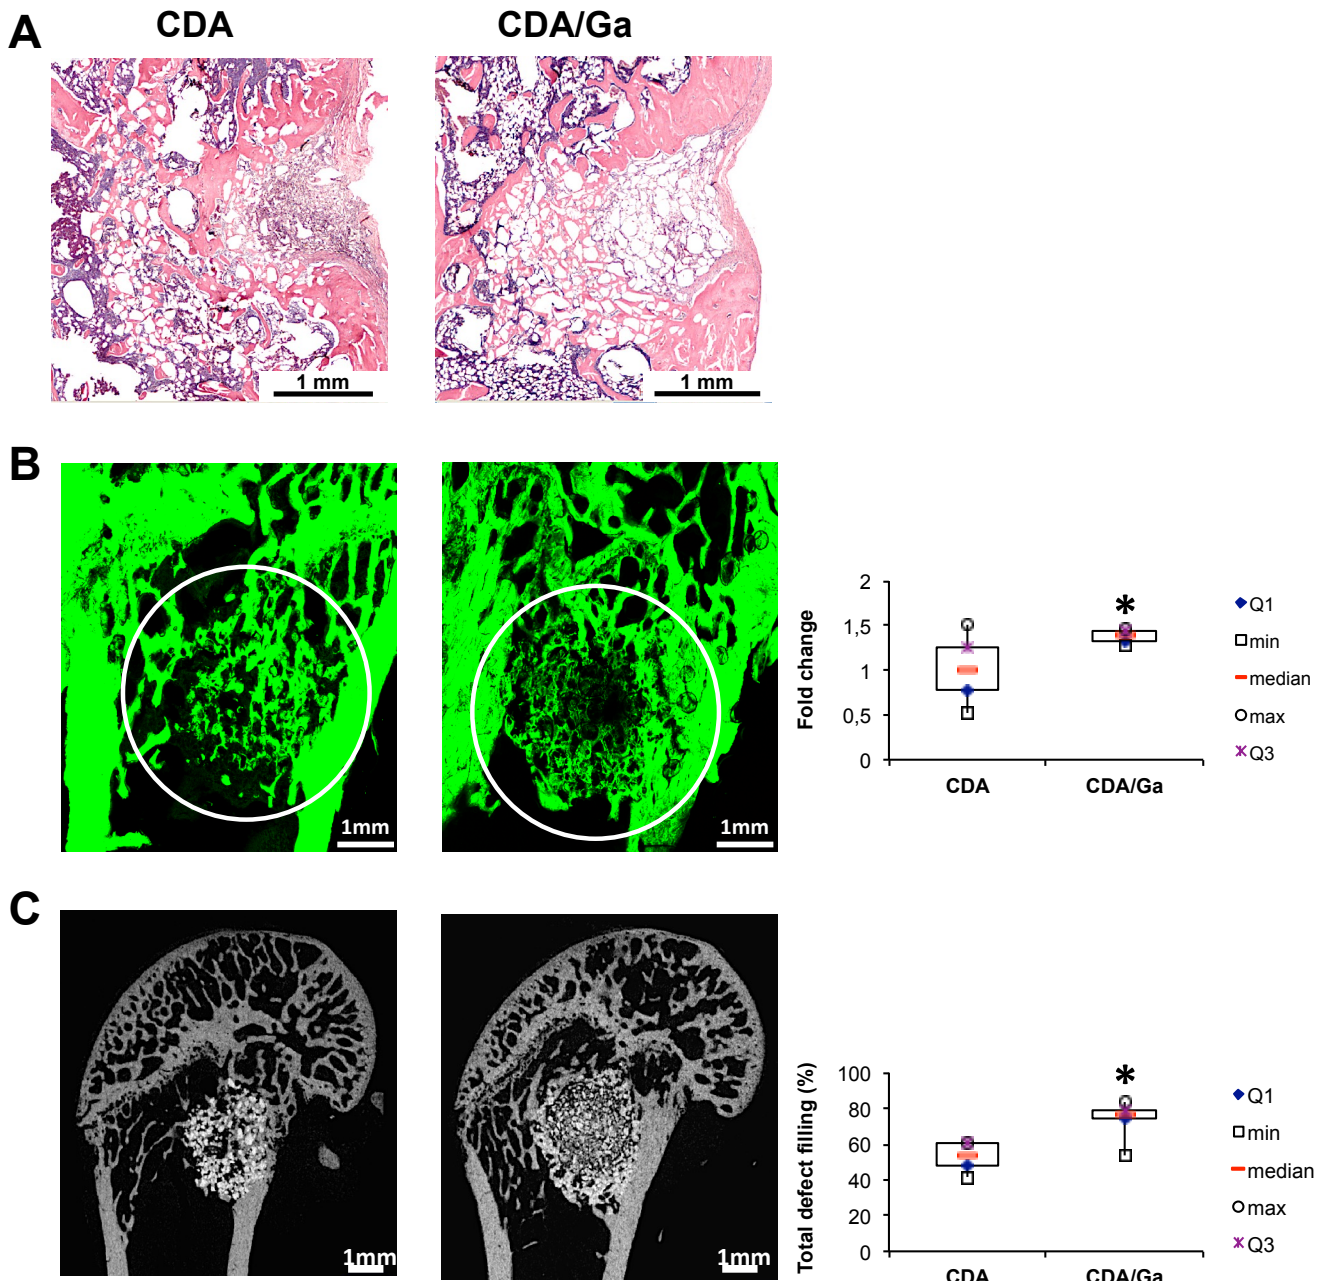 A
CDA
CDA/Ga
1 mm
1 mm
B
1mm
1mm
Fold change
2
1,5
1
0,5
0
CDA
CDA/Ga
*
Q1
min
median
max
Q3
C
1mm
1mm
Total defect filling (%)
100
80
60
40
20
0
CDA
CDA/Ga
*
Q1
min
median
max
Q3